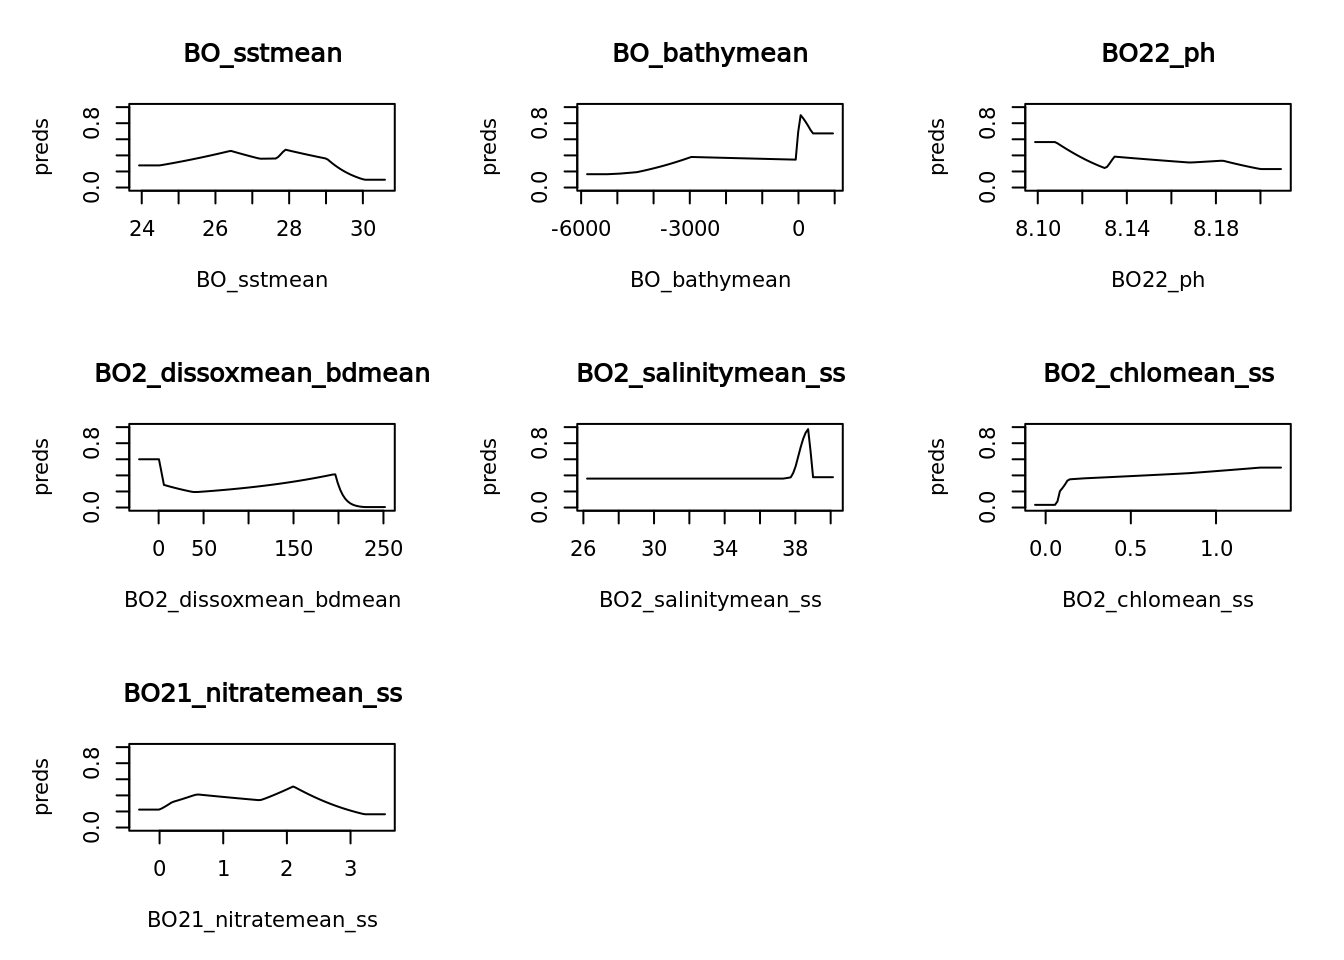 BO_sstmean
preds
0.0 0.8
24 26 28 30
BO_sstmean
BO_bathymean
preds
0.0 0.8
-6000 -3000 0
BO_bathymean
BO22_ph
preds
0.0 0.8
8.10 8.14 8.18
BO22_ph
BO2_dissoxmean_bdmean
preds
0.0 0.8
0 50 150 250
BO2_dissoxmean_bdmean
BO2_salinitymean_ss
preds
0.0 0.8
26 30 34 38
BO2_salinitymean_ss
BO2_chlomean_ss
preds
0.0 0.8
0.0 0.5 1.0
BO2_chlomean_ss
BO21_nitratemean_ss
preds
0.0 0.8
0 1 2 3
BO21_nitratemean_ss